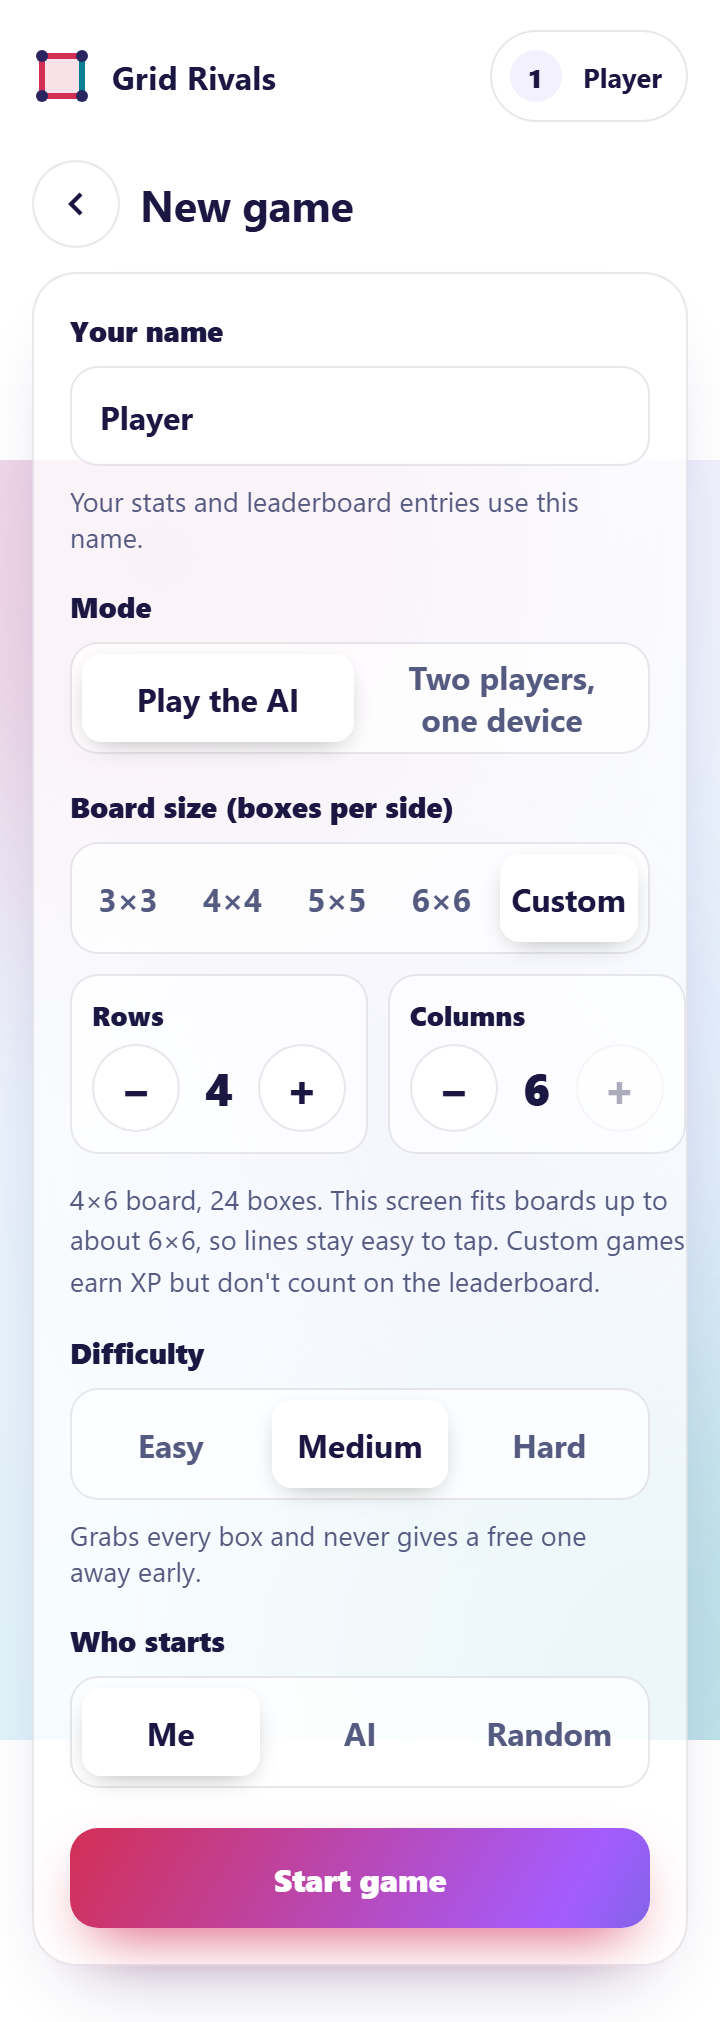 Grid Rivals
1 Player
New game
Your name
Player
Your stats and leaderboard entries use this
name.
Mode
Play the AI
Two players,
one device
Board size (boxes per side)
3×3 4×4 5×5 6×6 Custom
Rows
− 4 +
Columns
− 6 +
4×6 board, 24 boxes. This screen fits boards up to
about 6×6, so lines stay easy to tap. Custom games
earn XP but don't count on the leaderboard.
Difficulty
Easy Medium Hard
Grabs every box and never gives a free one
away early.
Who starts
Me AI Random
Start game